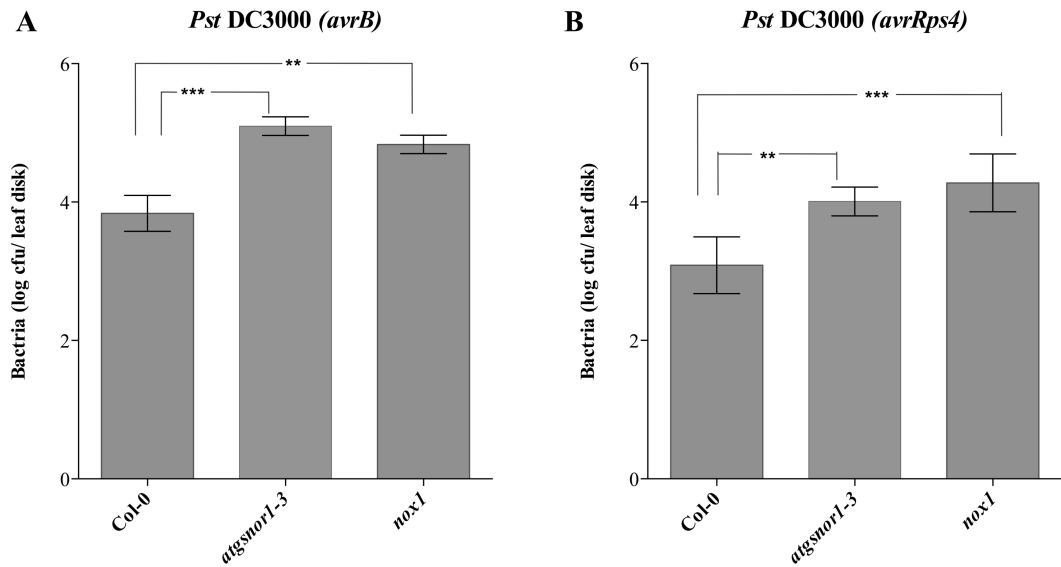 A
Pst DC3000 (avrB)
Bactria (log cfu/ leaf disk)
6
4
2
0
**
***
Col-0
atgsnor1-3
nox1
B
Pst DC3000 (avrRps4)
Bactria (log cfu/ leaf disk)
6
4
2
0
***
**
Col-0
atgsnor1-3
nox1